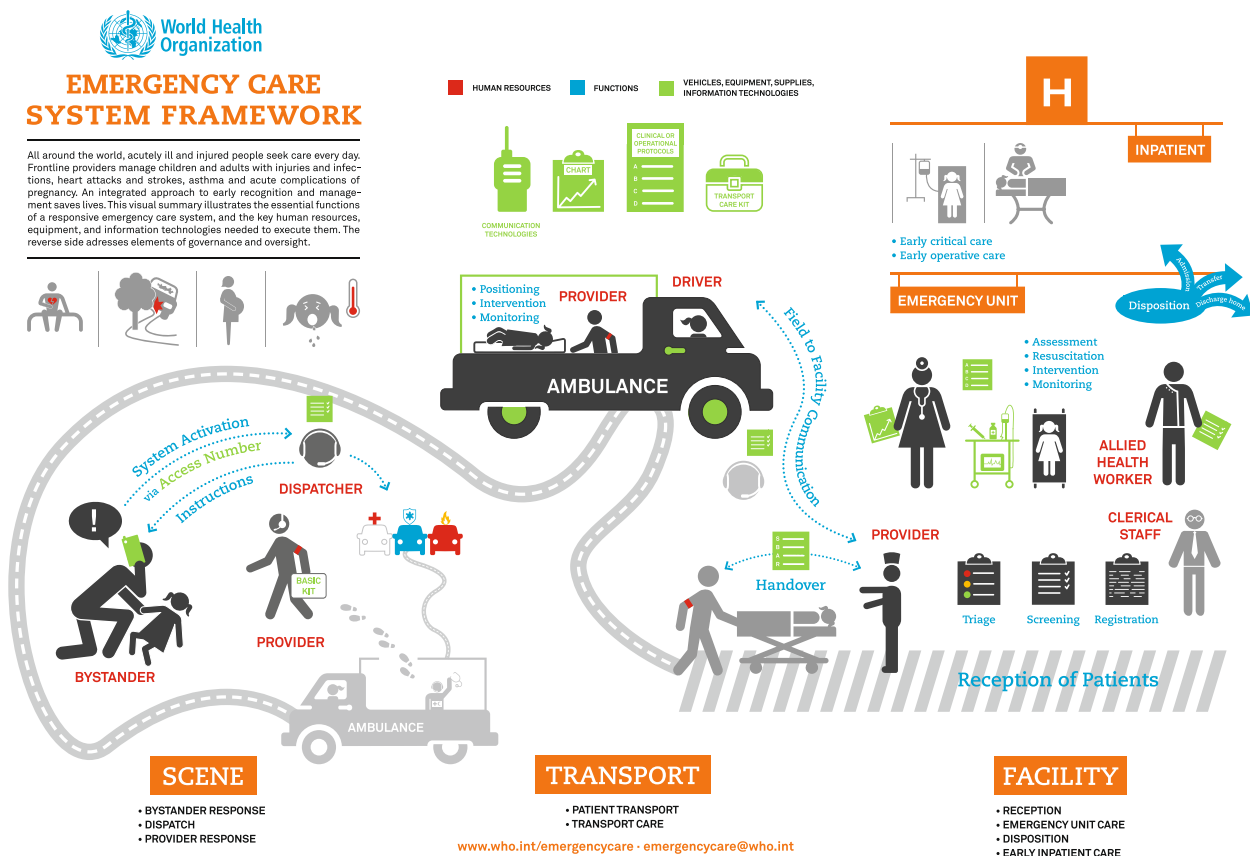 World Health
Organization
EMERGENCY CARE
SYSTEM FRAMEWORK
All around the world, acutely ill and injured people seek care every day.
Frontline providers manage children and adults with injuries and infec-
tions, heart attacks and strokes, asthma and acute complications of
pregnancy. An integrated approach to early recognition and manage-
ment saves lives. This visual summary illustrates the essential functions
of a responsive emergency care system, and the key human resources,
equipment, and information technologies needed to execute them. The
reverse side adresses elements of governance and oversight.
HUMAN RESOURCES
FUNCTIONS
VEHICLES, EQUIPMENT, SUPPLIES,
INFORMATION TECHNOLOGIES
COMMUNICATION
TECHNOLOGIES
CHART
CLINICAL OR
OPERATIONAL
PROTOCOLS
A
B
C
D
TRANSPORT
CARE KIT
H
INPATIENT
• Early critical care
• Early operative care
EMERGENCY UNIT
Disposition
Admission
Transfer
Discharge home
• Positioning
• Intervention
• Monitoring
PROVIDER
DRIVER
AMBULANCE
Field to Facility Communication
• Assessment
• Resuscitation
• Intervention
• Monitoring
A
B
C
D
ALLIED
HEALTH
WORKER
CLERICAL
STAFF
System Activation
via Access Number
Instructions
DISPATCHER
!
BYSTANDER
BASIC
KIT
PROVIDER
AMBULANCE
S
B
A
R
Handover
PROVIDER
Triage
Screening
Registration
Reception of Patients
SCENE
• BYSTANDER RESPONSE
• DISPATCH
• PROVIDER RESPONSE
TRANSPORT
• PATIENT TRANSPORT
• TRANSPORT CARE
www.who.int/emergencycare · emergencycare@who.int
FACILITY
• RECEPTION
• EMERGENCY UNIT CARE
• DISPOSITION
• EARLY INPATIENT CARE